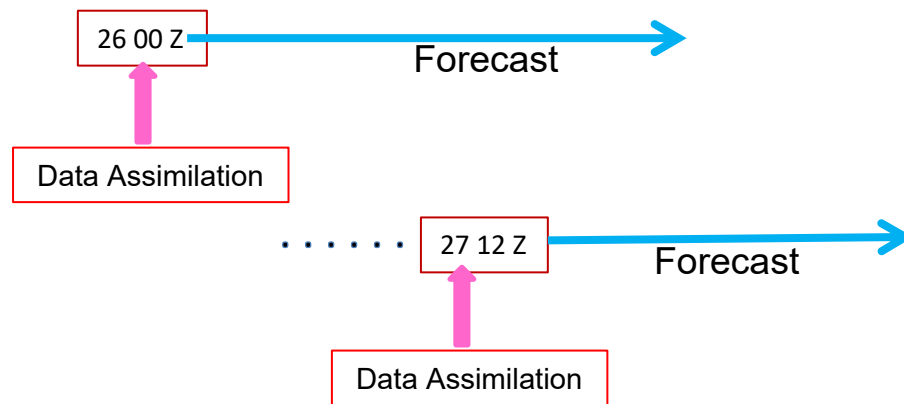 26 00 Z
Forecast
Data Assimilation
27 12 Z
Forecast
Data Assimilation